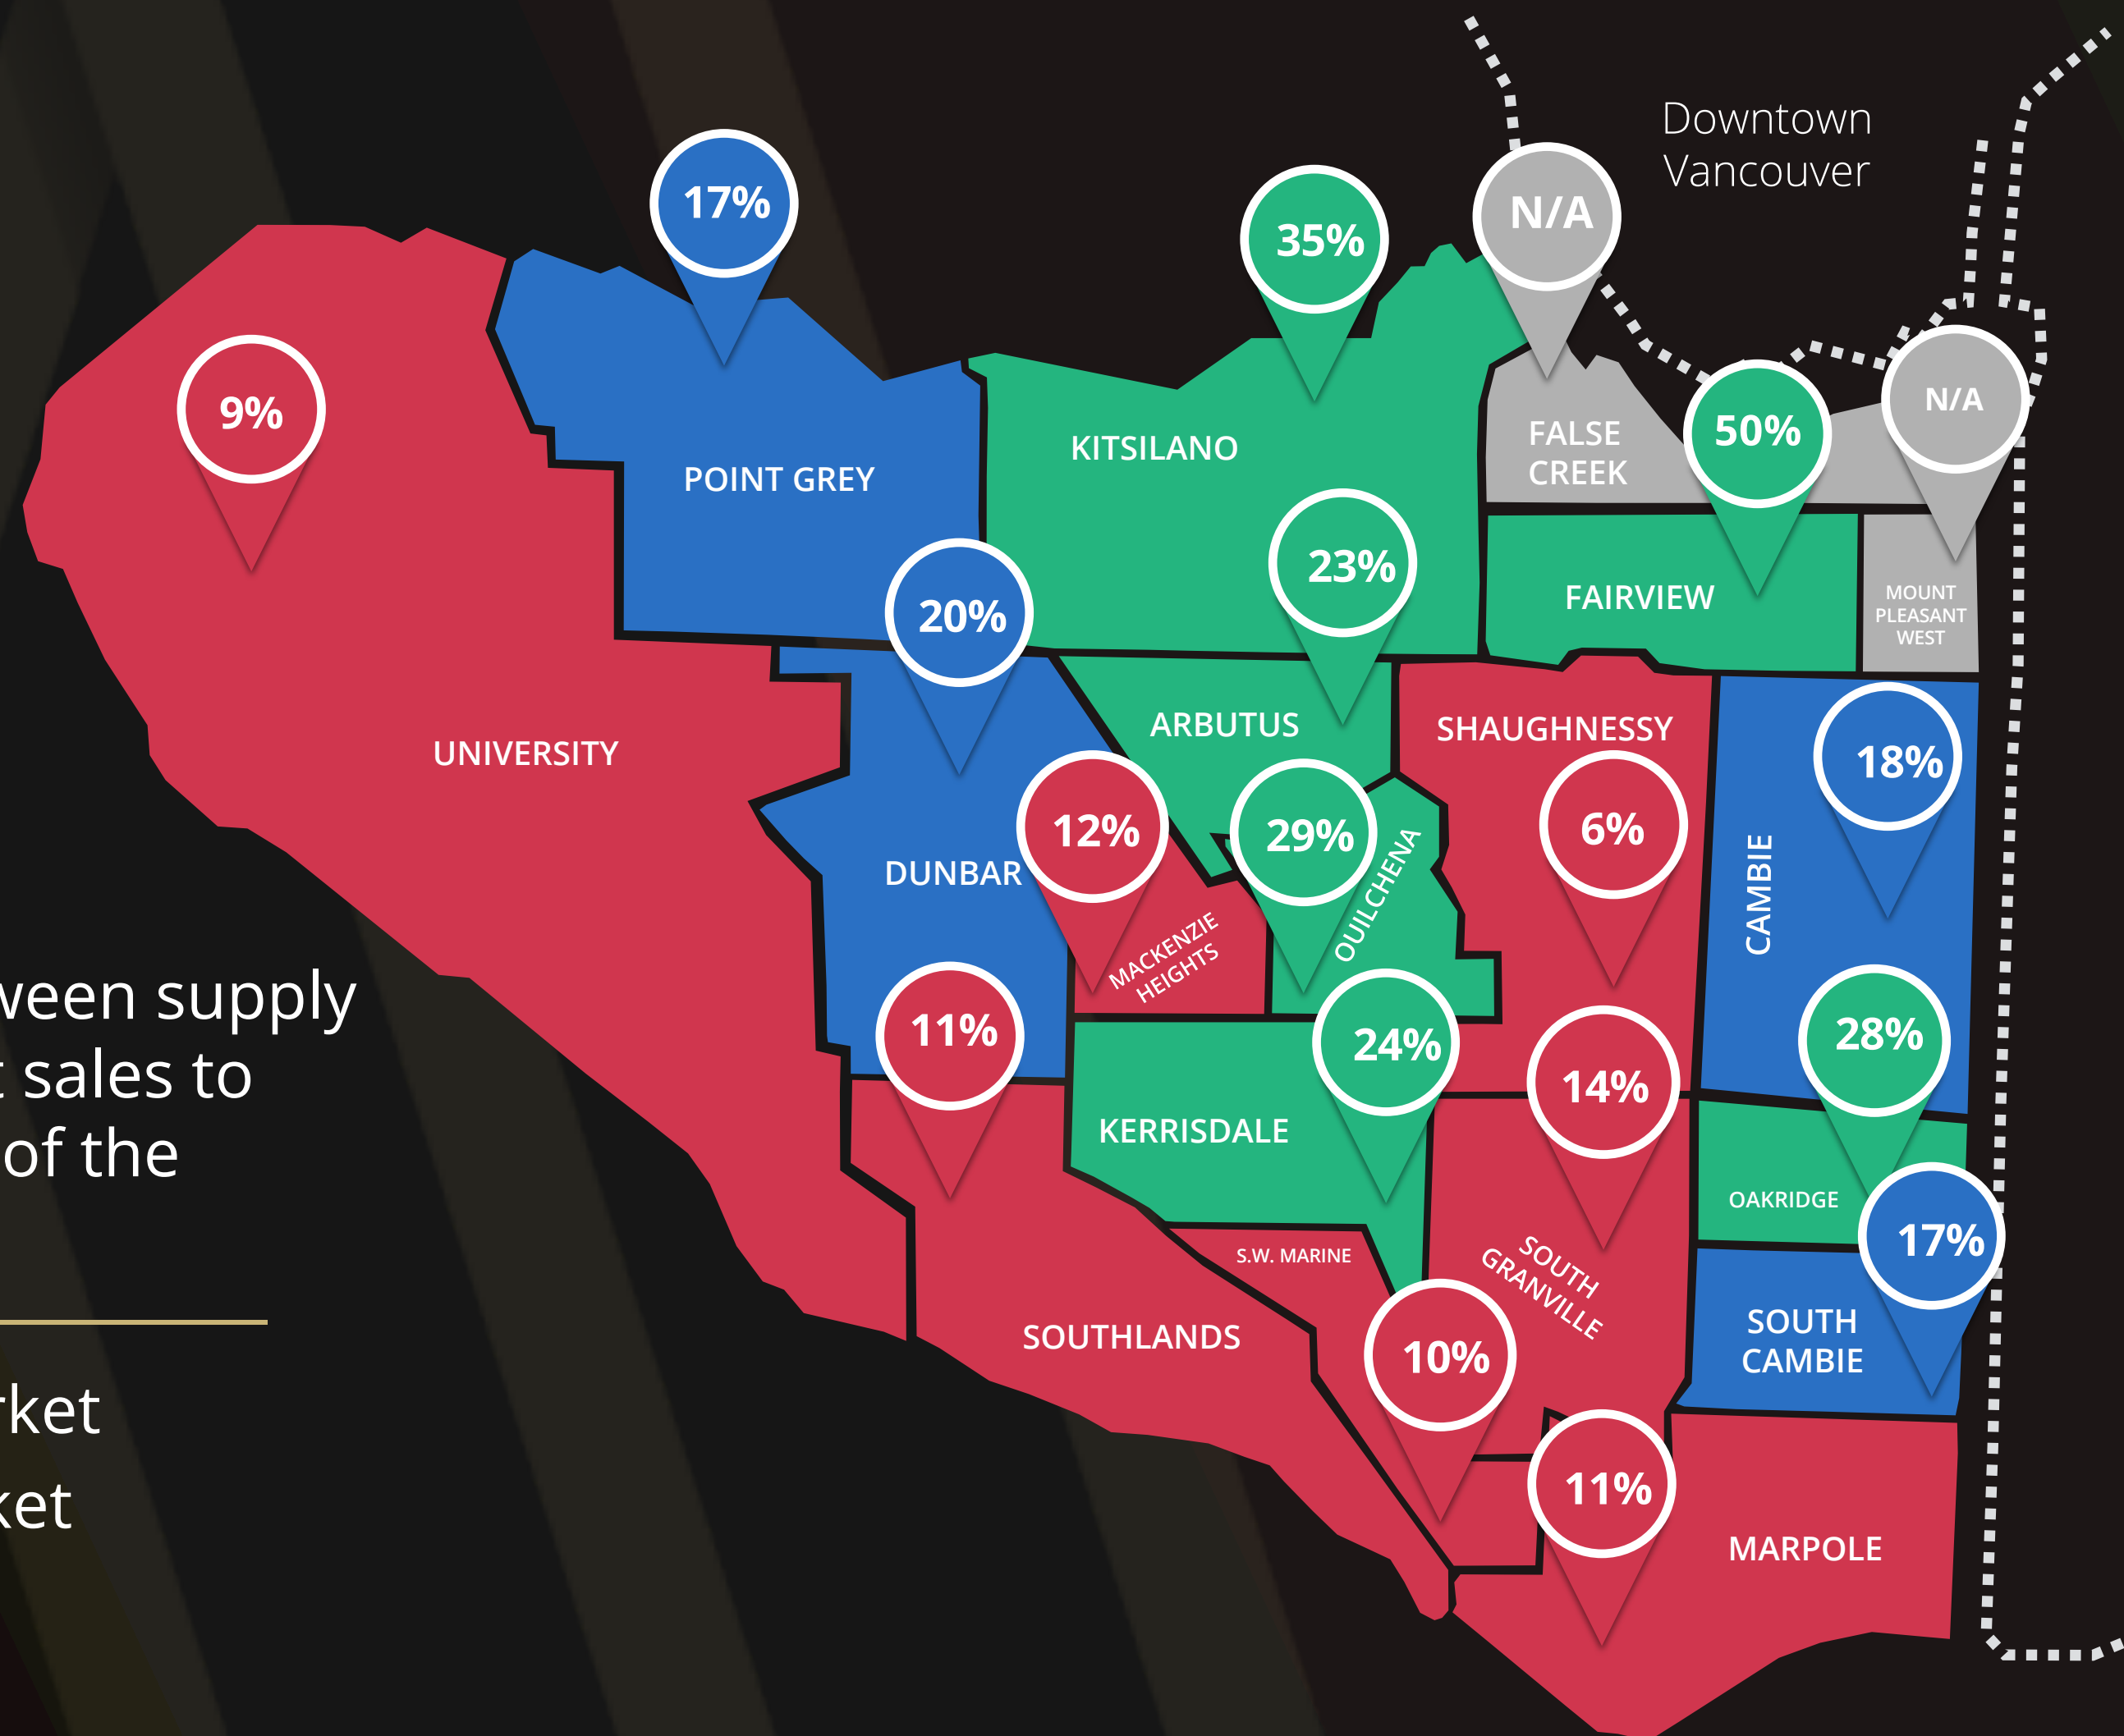 Downtown
Vancouver
17%
35%
N/A
9%
50%
N/A
KITSILANO
FALSE
CREEK
POINT GREY
23%
20%
FAIRVIEW
MOUNT
PLEASANT
WEST
UNIVERSITY
ARBUTUS
SHAUGHNESSY
18%
12%
29%
6%
DUNBAR
QUILCHENA
CAMBIE
MACKENZIE
HEIGHTS
ween supply
t sales to
of the
11%
24%
14%
28%
KERRISDALE
OAKRIDGE
17%
S.W. MARINE
SOUTH
GRANVILLE
SOUTHLANDS
SOUTH
CAMBIE
10%
rket
ket
11%
MARPOLE